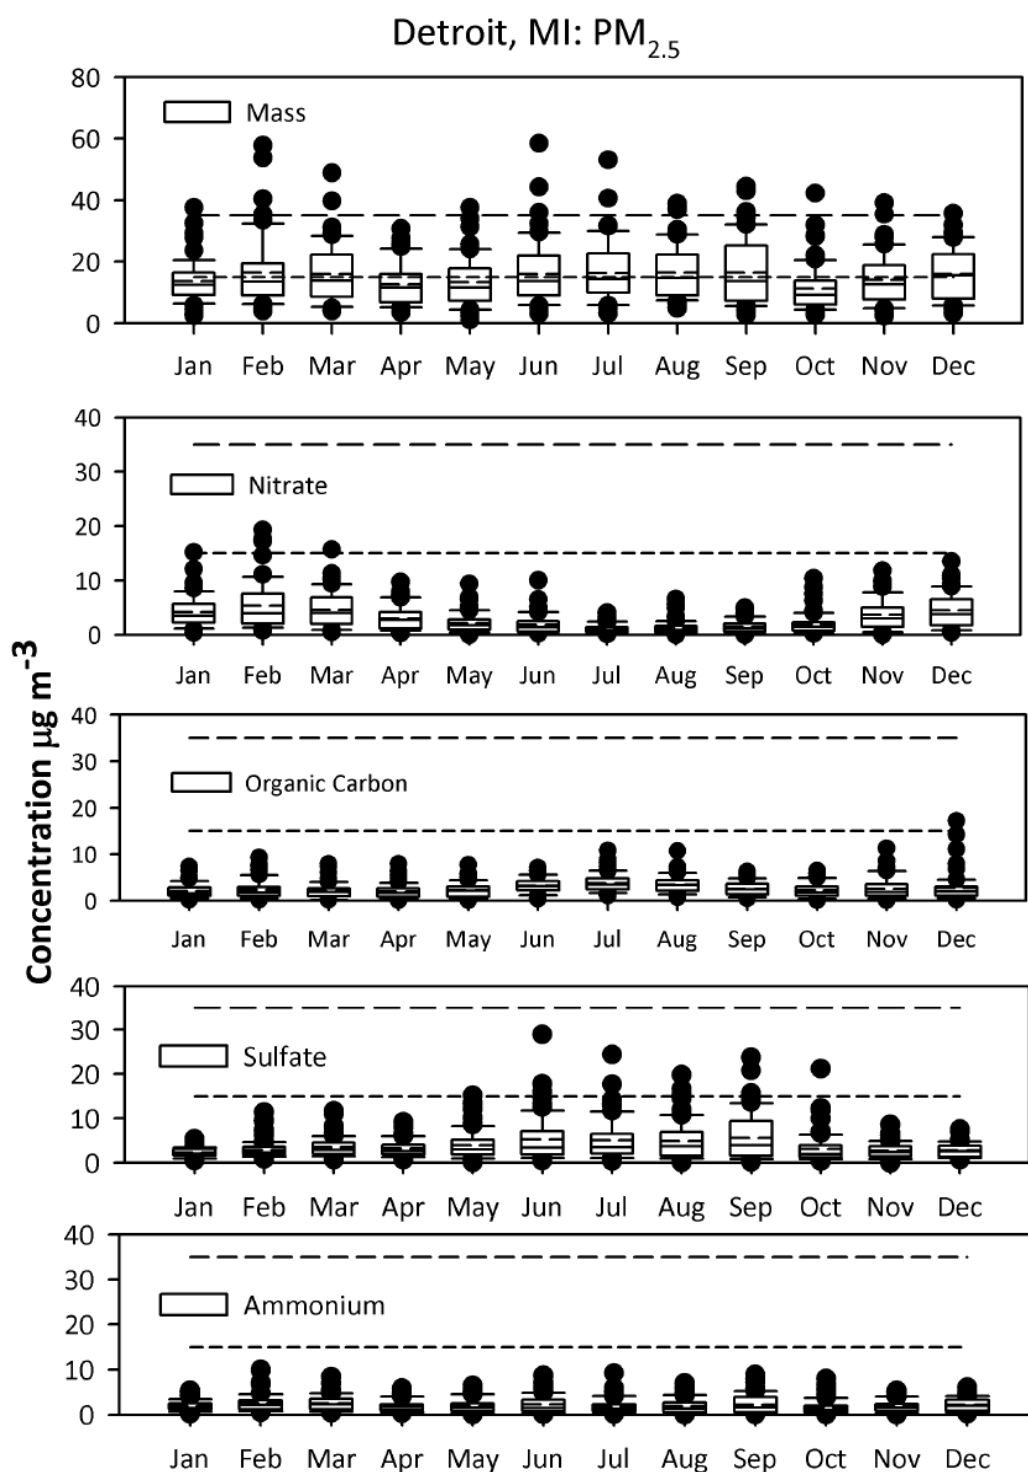 Detroit, MI: PM2.5
Concentration µg m-3
80
Mass
60
40
20
0
Jan Feb Mar Apr May Jun Jul Aug Sep Oct Nov Dec
40
30
Nitrate
20
10
0
Jan Feb Mar Apr May Jun Jul Aug Sep Oct Nov Dec
40
30
Organic Carbon
20
10
0
Jan Feb Mar Apr May Jun Jul Aug Sep Oct Nov Dec
40
30
Sulfate
20
10
0
Jan Feb Mar Apr May Jun Jul Aug Sep Oct Nov Dec
40
30
Ammonium
20
10
0
Jan Feb Mar Apr May Jun Jul Aug Sep Oct Nov Dec